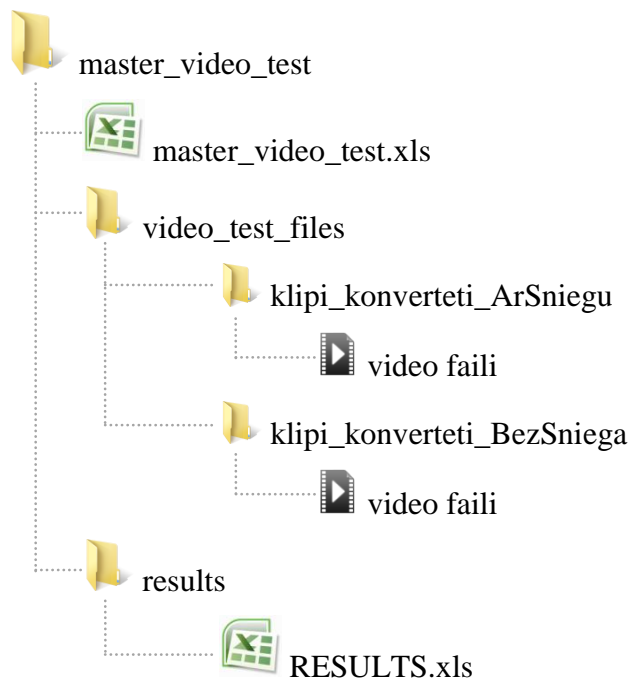 master_video_test
master_video_test.xls
video_test_files
klipi_konverteti_ArSniegu
video faili
klipi_konverteti_BezSniega
video faili
results
RESULTS.xls